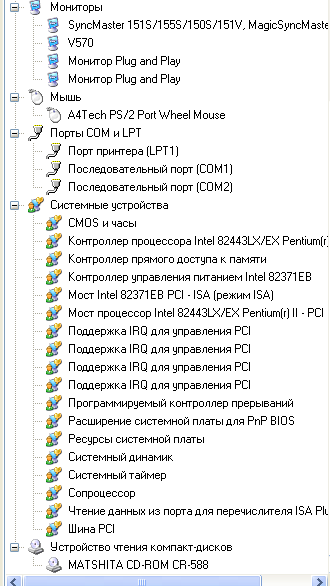 Мониторы
SyncMaster 151S/155S/150S/151V, MagicSyncMaste
V570
Монитор Plug and Play
Монитор Plug and Play
Мышь
A4Tech PS/2 Port Wheel Mouse
Порты COM и LPT
Порт принтера (LPT1)
Последовательный порт (COM1)
Последовательный порт (COM2)
Системные устройства
CMOS и часы
Контроллер процессора Intel 82443LX/EX Pentium(r)
Контроллер прямого доступа к памяти
Контроллер управления питанием Intel 82371EB
Мост Intel 82371EB PCI - ISA (режим ISA)
Мост процессор Intel 82443LX/EX Pentium(r) II - PCI
Поддержка IRQ для управления PCI
Поддержка IRQ для управления PCI
Поддержка IRQ для управления PCI
Поддержка IRQ для управления PCI
Программируемый контроллер прерываний
Расширение системной платы для PnP BIOS
Ресурсы системной платы
Системный динамик
Системный таймер
Сопроцессор
Чтение данных из порта для перечислителя ISA Plu
Шина PCI
Устройство чтения компакт-дисков
MATSHITA CD-ROM CR-588